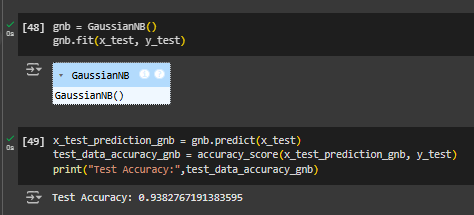 [48] gnb = GaussianNB()
gnb.fit(x_test, y_test)
GaussianNB
GaussianNB()
[49] x_test_prediction_gnb = gnb.predict(x_test)
test_data_accuracy_gnb = accuracy_score(x_test_prediction_gnb, y_test)
print("Test Accuracy:",test_data_accuracy_gnb)
Test Accuracy: 0.9382767191383595